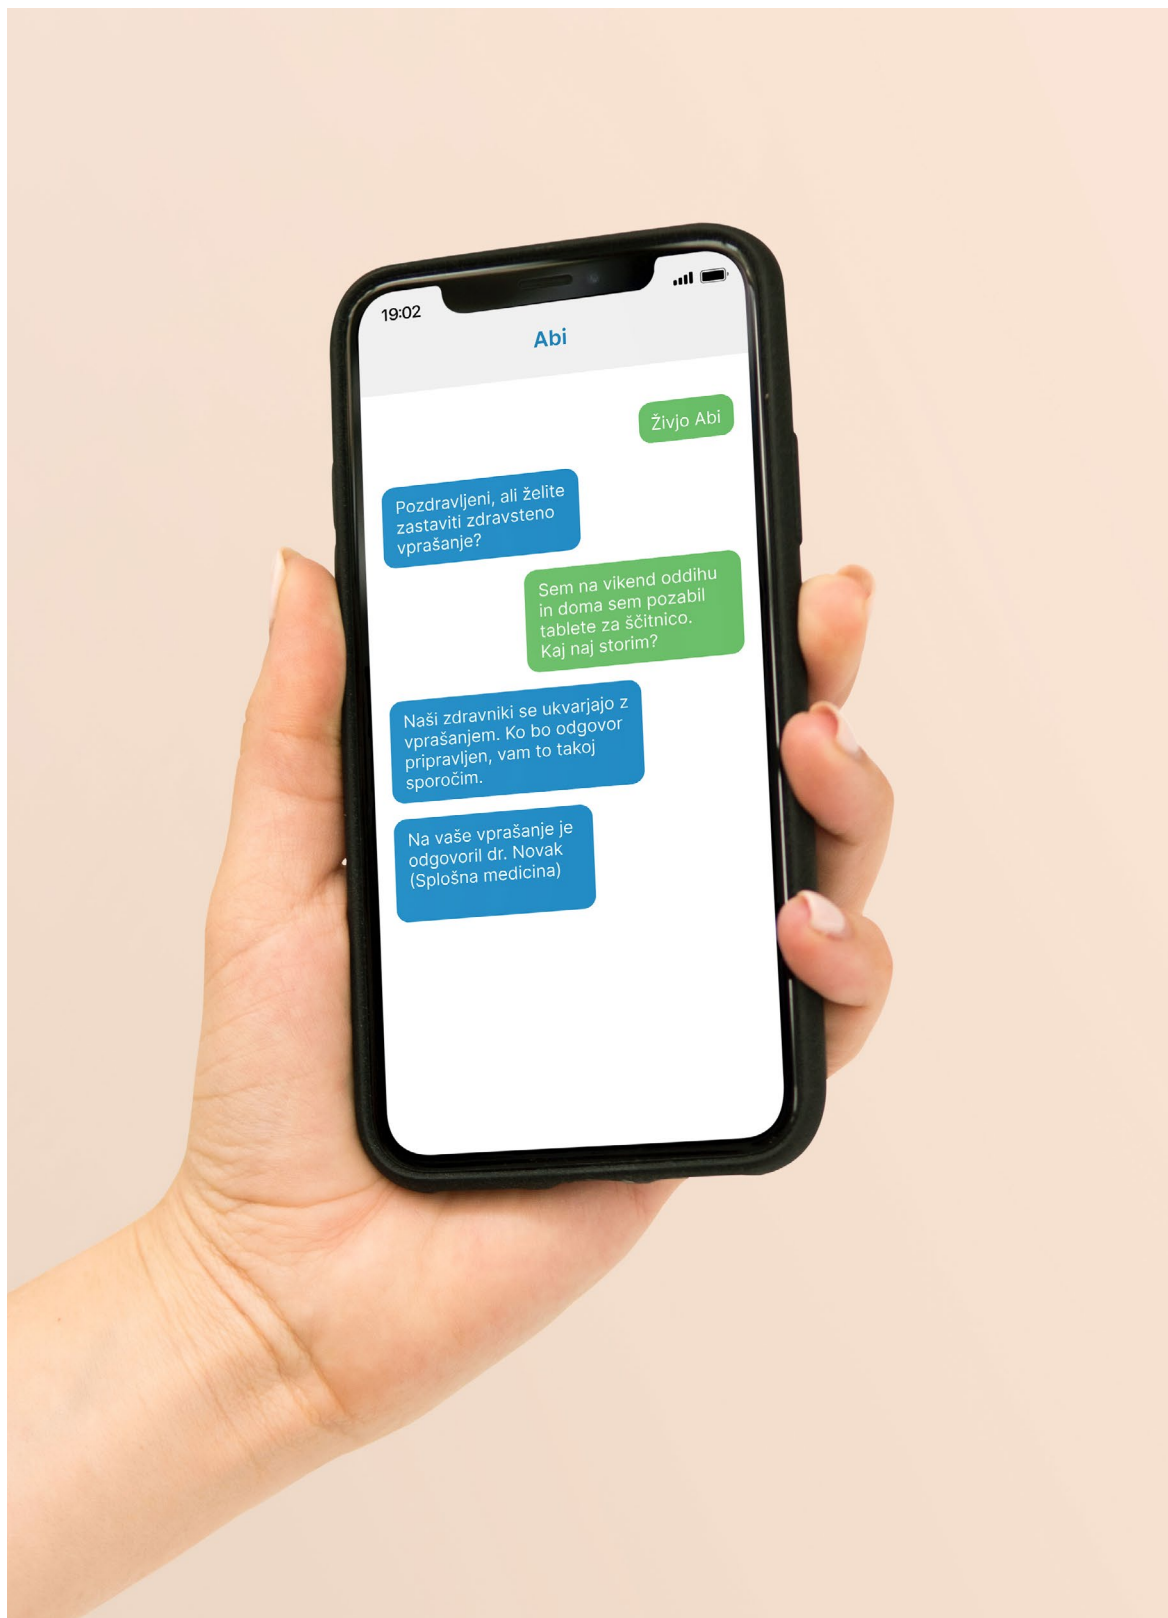 19:02
Abi
Živjo Abi
Pozdravljeni, ali želite
zastaviti zdravsteno
vprašanje?
Sem na vikend oddihu
in doma sem pozabil
tablete za ščitnico.
Kaj naj storim?
Naši zdravniki se ukvarjajo z
vprašanjem. Ko bo odgovor
pripravljen, vam to takoj
sporočim.
Na vaše vprašanje je
odgovoril dr. Novak
(Splošna medicina)